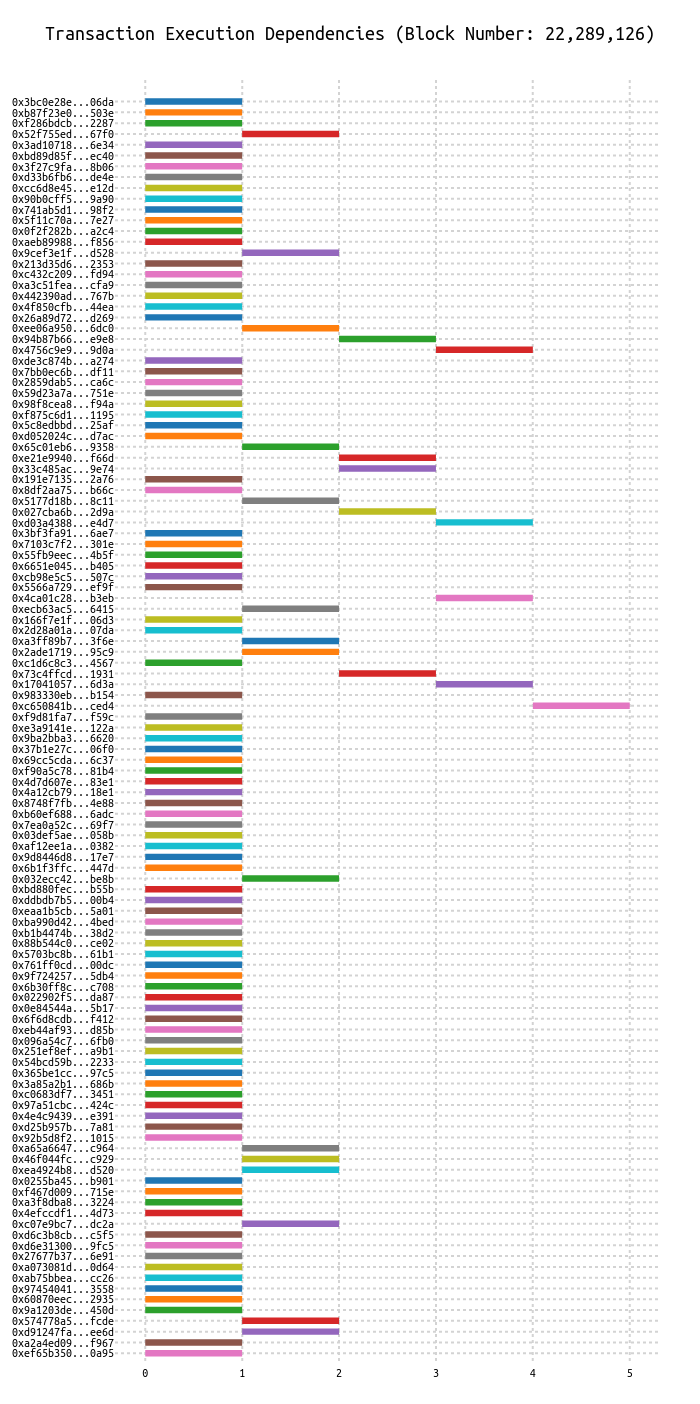 Transaction Execution Dependencies (Block Number: 22,289,126)
0x3bc0e28e...06da
0xb87f23e0...503e
0xf286bdcb...2287
0x52f755ed...67f0
0x3ad10718...6e34
0xbd89d85f...ec40
0x3f27c9fa...8b06
0xd33b6fb6...de4e
0xcc6d8e45...e12d
0x90b0cff5...9a90
0x741ab5d1...98f2
0x5f11c70a...7e27
0x0f2f282b...a2c4
0xaeb89988...f856
0x9cef3e1f...d528
0x213d35d6...2353
0xc432c209...fd94
0xa3c51fea...cfa9
0x442390ad...767b
0x4f850cfb...44ea
0x26a89d72...d269
0xee06a950...6dc0
0x94b87b66...e9e8
0x4756c9e9...9d0a
0xde3c874b...a274
0x7bb0ec6b...df11
0x2859dab5...ca6c
0x59d23a7a...751e
0x98f8cea8...f94a
0xf875c6d1...1195
0x5c8edbbd...25af
0xd052024c...d7ac
0x65c01eb6...9358
0xe21e9940...f66d
0x33c485ac...9e74
0x191e7135...2a76
0x8df2aa75...b66c
0x5177d18b...8c11
0x027cba6b...2d9a
0xd03a4388...e4d7
0x3bf3fa91...6ae7
0x7103c7f2...301e
0x55fb9eec...4b5f
0x6651e045...b405
0xcb98e5c5...507c
0x5566a729...ef9f
0x4ca01c28...b3eb
0xecb63ac5...6415
0x166f7e1f...06d3
0x2d28a01a...07da
0xa3ff89b7...3f6e
0x2ade1719...95c9
0xc1d6c8c3...4567
0x73c4ffcd...1931
0x17041057...6d3a
0x983330eb...b154
0xc650841b...ced4
0xf9d81fa7...f59c
0xe3a9141e...122a
0x9ba2bba3...6620
0x37b1e27c...06f0
0x69cc5cda...6c37
0xf90a5c78...81b4
0x4d7d607e...83e1
0x4a12cb79...18e1
0x8748f7fb...4e88
0xb60ef688...6adc
0x7ea0a52c...69f7
0x03def5ae...058b
0xaf12ee1a...0382
0x9d8446d8...17e7
0x6b1f3ffc...447d
0x032ecc42...be8b
0xbd880fec...b55b
0xddbdb7b5...00b4
0xeaa1b5cb...5a01
0xba990d42...4bed
0xb1b4474b...38d2
0x88b544c0...ce02
0x5703bc8b...61b1
0x761ff0cd...00dc
0x9f724257...5db4
0x6b30ff8c...c708
0x022902f5...da87
0x0e84544a...5b17
0x6f6d8cdb...f412
0xeb44af93...d85b
0x096a54c7...6fb0
0x251ef8ef...a9b1
0x54bcd59b...2233
0x365be1cc...97c5
0x3a85a2b1...686b
0xc0683df7...3451
0x97a51cbc...424c
0x4e4c9439...e391
0xd25b957b...7a81
0x92b5d8f2...1015
0xa65a6647...c964
0x46f044fc...c929
0xea4924b8...d520
0x0255ba45...b901
0xf467d009...715e
0xa3f8dba8...3224
0x4efccdf1...4d73
0xc07e9bc7...dc2a
0xd6c3b8cb...c5f5
0xd6e31300...9fc5
0x27677b37...6e91
0xa073081d...0d64
0xab75bbea...cc26
0x97454041...3558
0x60870eec...2935
0x9a1203de...450d
0x574778a5...fcde
0xd91247fa...ee6d
0xa2a4ed09...f967
0xef65b350...0a95
0 1 2 3 4 5